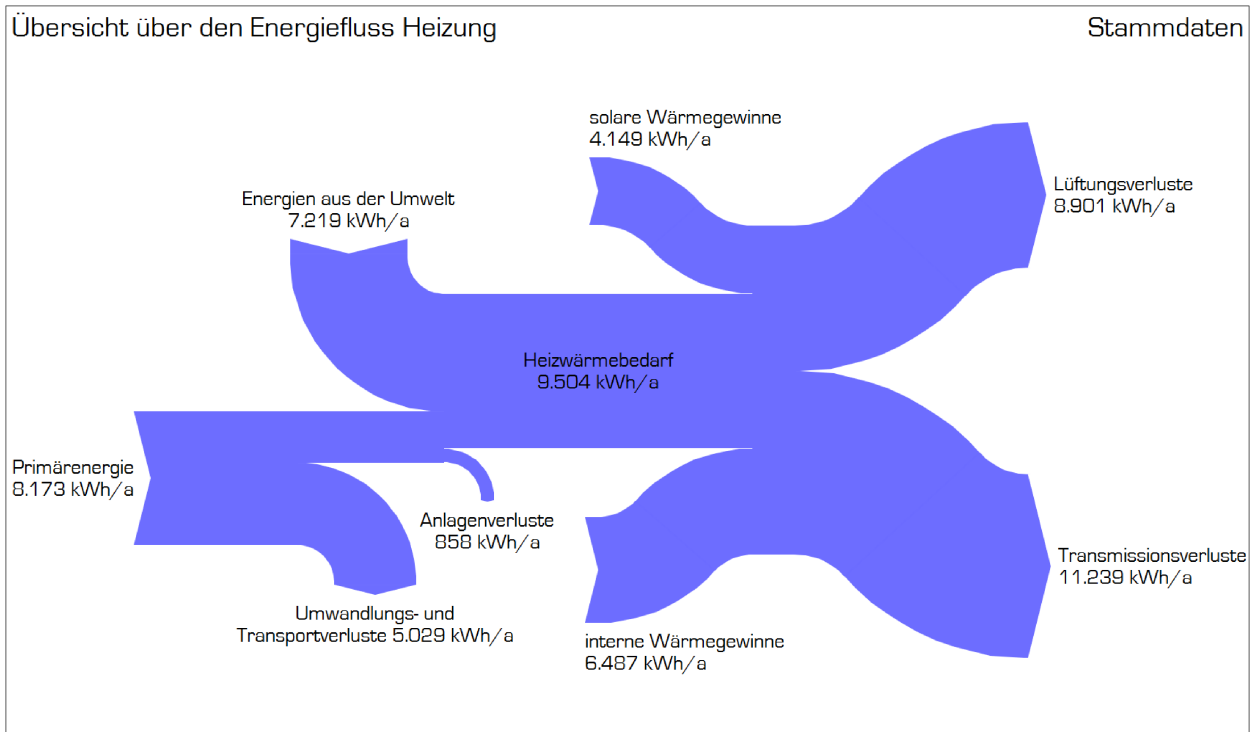 Übersicht über den Energiefluss Heizung
Stammdaten
solare Wärmegewinne
4.149 kWh/a
Energien aus der Umwelt
7.219 kWh/a
Lüftungsverluste
8.901 kWh/a
Heizwärmebedarf
9.504 kWh/a
Primärenergie
8.173 kWh/a
Anlagenverluste
858 kWh/a
Transmissionsverluste
11.239 kWh/a
Umwandlungs- und
Transportverluste 5.029 kWh/a
interne Wärmegewinne
6.487 kWh/a